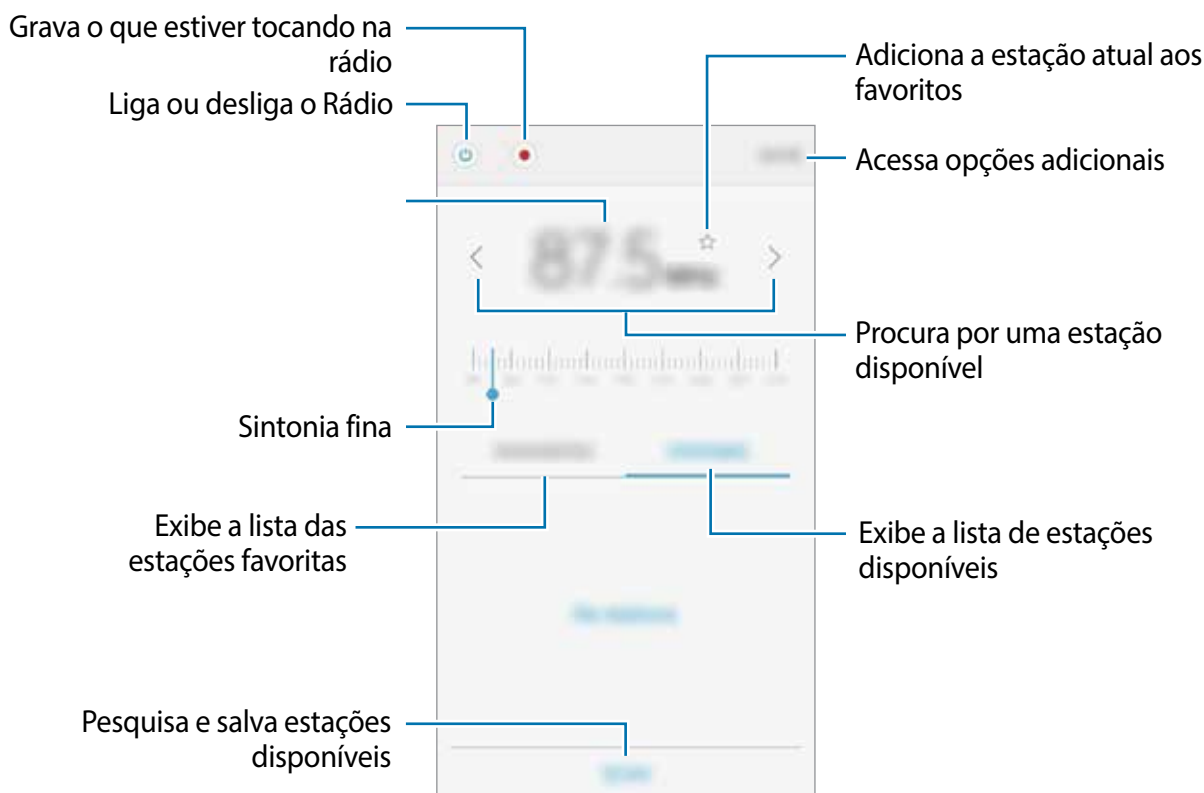 Grava o que estiver tocando na
rádio
Liga ou desliga o Rádio
Adiciona a estação atual aos
favoritos
Acessa opções adicionais
87.5
Procura por uma estação
disponível
Sintonia fina
Exibe a lista das
estações favoritas
Exibe a lista de estações
disponíveis
Pesquisa e salva estações
disponíveis